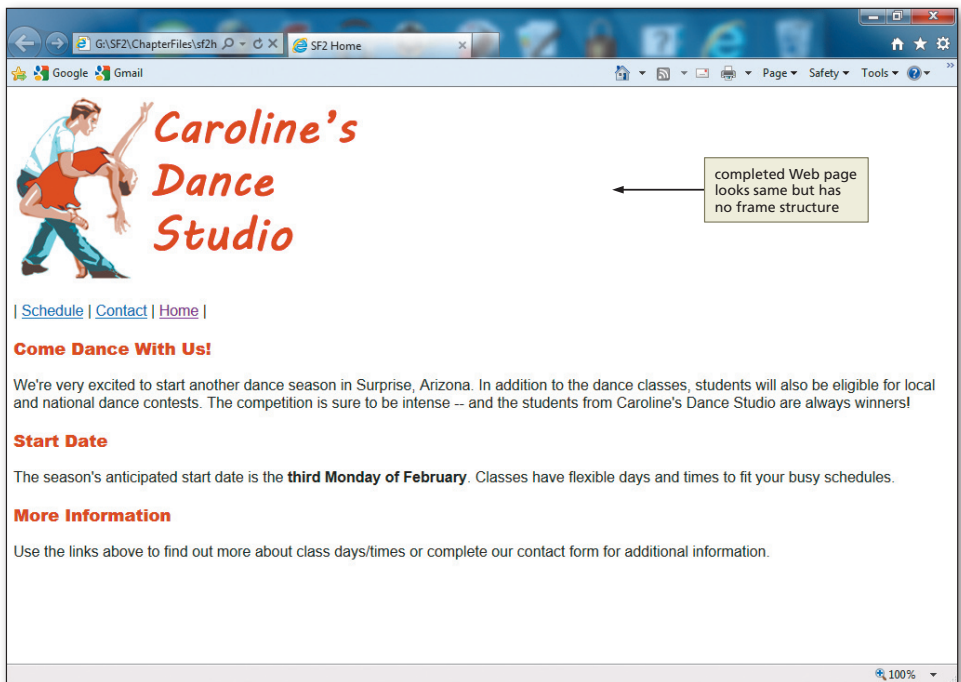 G:\SF2\ChapterFiles\sf2h
SF2 Home
Google Gmail
Page Safety Tools
Caroline's
Dance
Studio
completed Web page
looks same but has
no frame structure
| Schedule | Contact | Home |
Come Dance With Us!
We're very excited to start another dance season in Surprise, Arizona. In addition to the dance classes, students will also be eligible for local
and national dance contests. The competition is sure to be intense -- and the students from Caroline's Dance Studio are always winners!
Start Date
The season's anticipated start date is the third Monday of February. Classes have flexible days and times to fit your busy schedules.
More Information
Use the links above to find out more about class days/times or complete our contact form for additional information.
100%